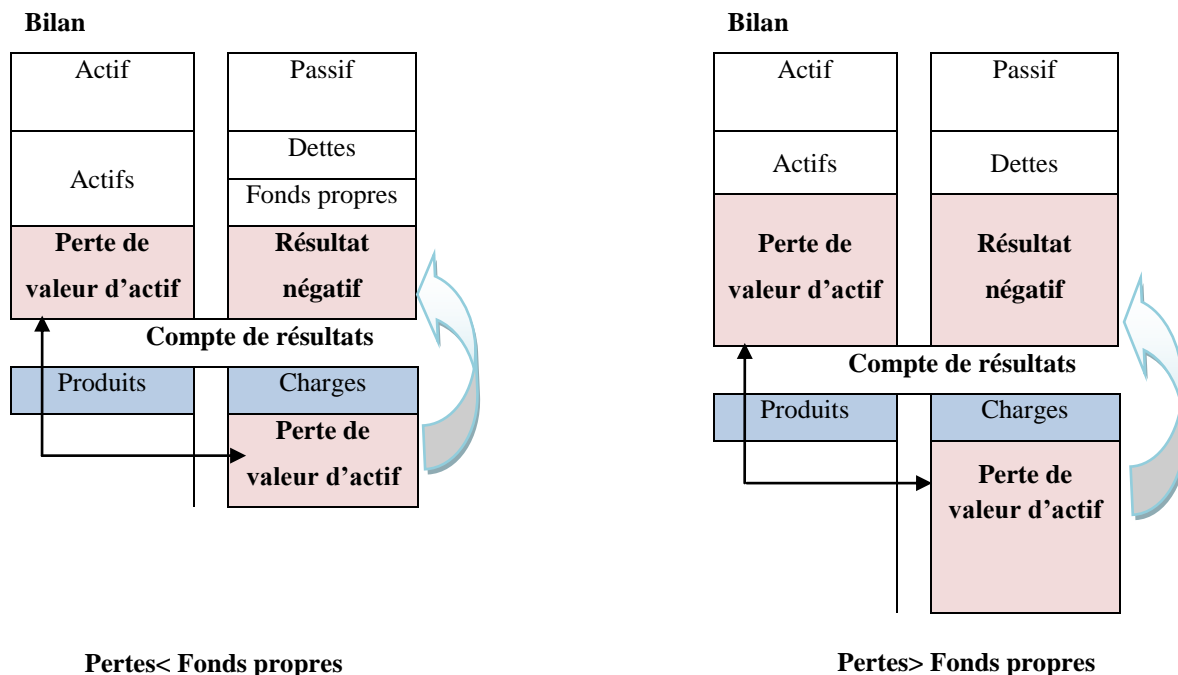 Bilan
Actif Passif
Dettes
Actifs
Fonds propres
Perte de Résultat
valeur d’actif négatif
Compte de résultats
Produits Charges
Perte de
valeur d’actif
Pertes< Fonds propres
Bilan
Actif Passif
Actifs Dettes
Perte de Résultat
valeur d’actif négatif
Compte de résultats
Produits Charges
Perte de
valeur d’actif
Pertes> Fonds propres